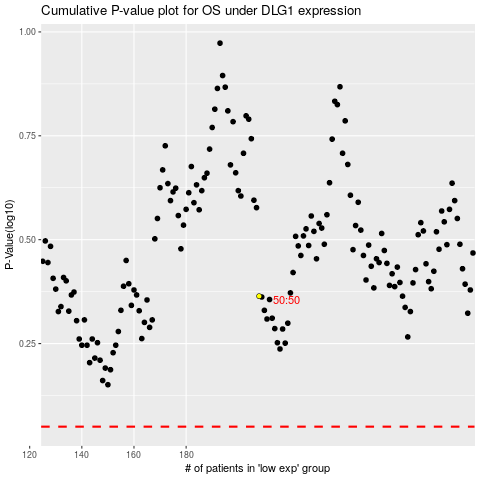 Cumulative P-value plot for OS under DLG1 expression
P-Value(log10)
1.00
0.75
0.50
0.25
50:50
120 140 160 180
# of patients in 'low exp' group